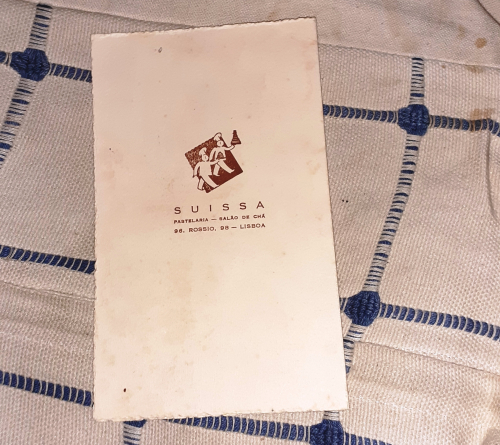 SUISSA
PASTELARIA — SALÃO DE CHÁ
96, ROSSIO, 98 — LISBOA